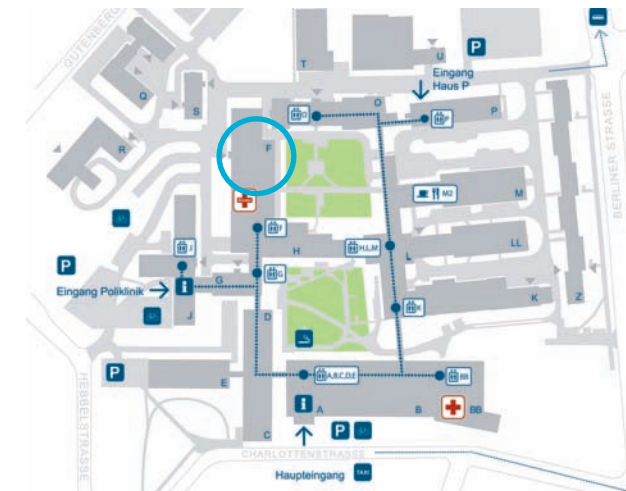 GUTENBERG
T
U
P
Eingang
Haus P
Q
S
O
O
P
P
BERLINER STRASSE
R
F
M2
M
J
F
H
H,L,M
L
LL
P
Eingang Poliklinik
i
G
G
K
K
Z
J
D
P
E
A,B,C,D,E
BB
HEBBELSTRASSE
i
A
B
BB
C
P
CHARLOTTENSTRASSE
Haupteingang
TAXI